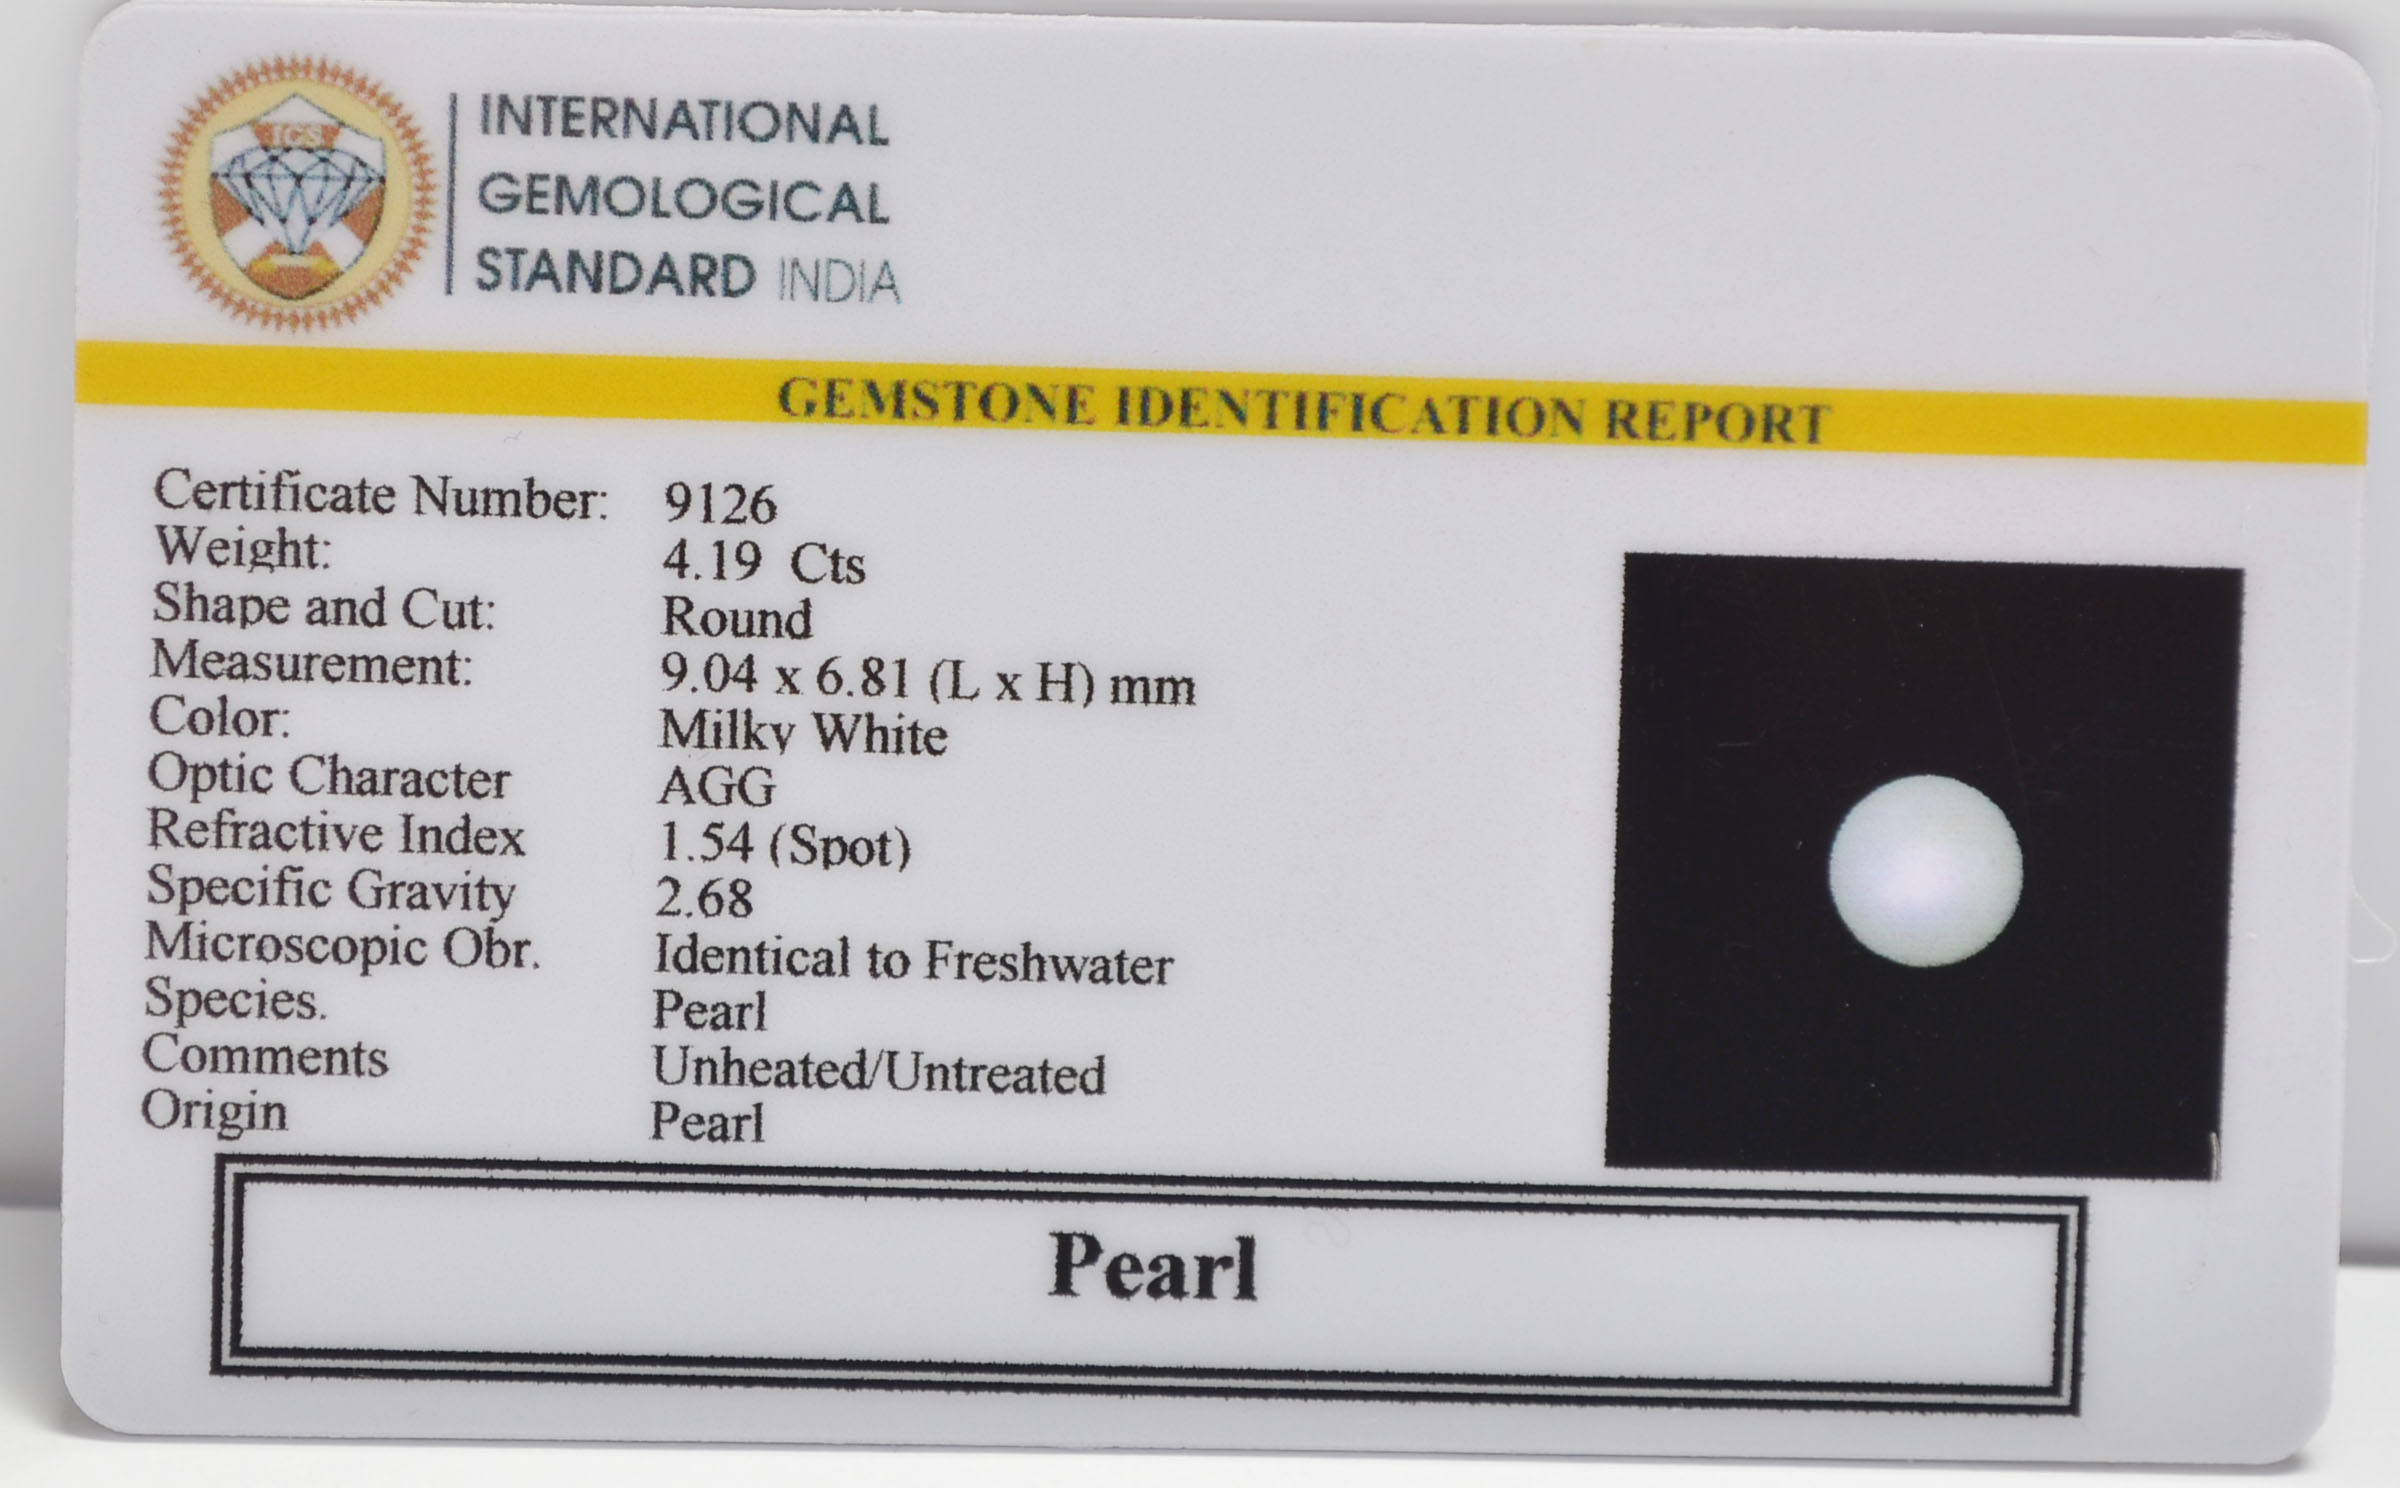 IGS
INTERNATIONAL
GEMOLOGICAL
STANDARD INDIA
GEMSTONE IDENTIFICATION REPORT
Certificate Number: 9126
Weight: 4.19 Cts
Shape and Cut: Round
Measurement: 9.04 x 6.81 (L x H) mm
Color: Milky White
Optic Character AGG
Refractive Index 1.54 (Spot)
Specific Gravity 2.68
Microscopic Obr. Identical to Freshwater
Species. Pearl
Comments Unheated/Untreated
Origin Pearl
Pearl